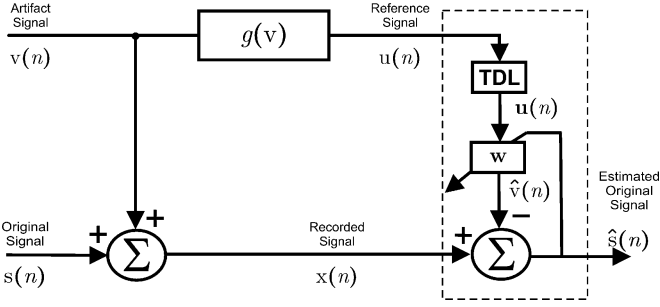 Artifact
Signal
v(n)
g(v)
Reference
Signal
u(n)
TDL
u(n)
w
v̂(n)
Estimated
Original
Signal
ŝ(n)
Original
Signal
s(n)
+
+
Σ
Recorded
Signal
x(n)
+
−
Σ